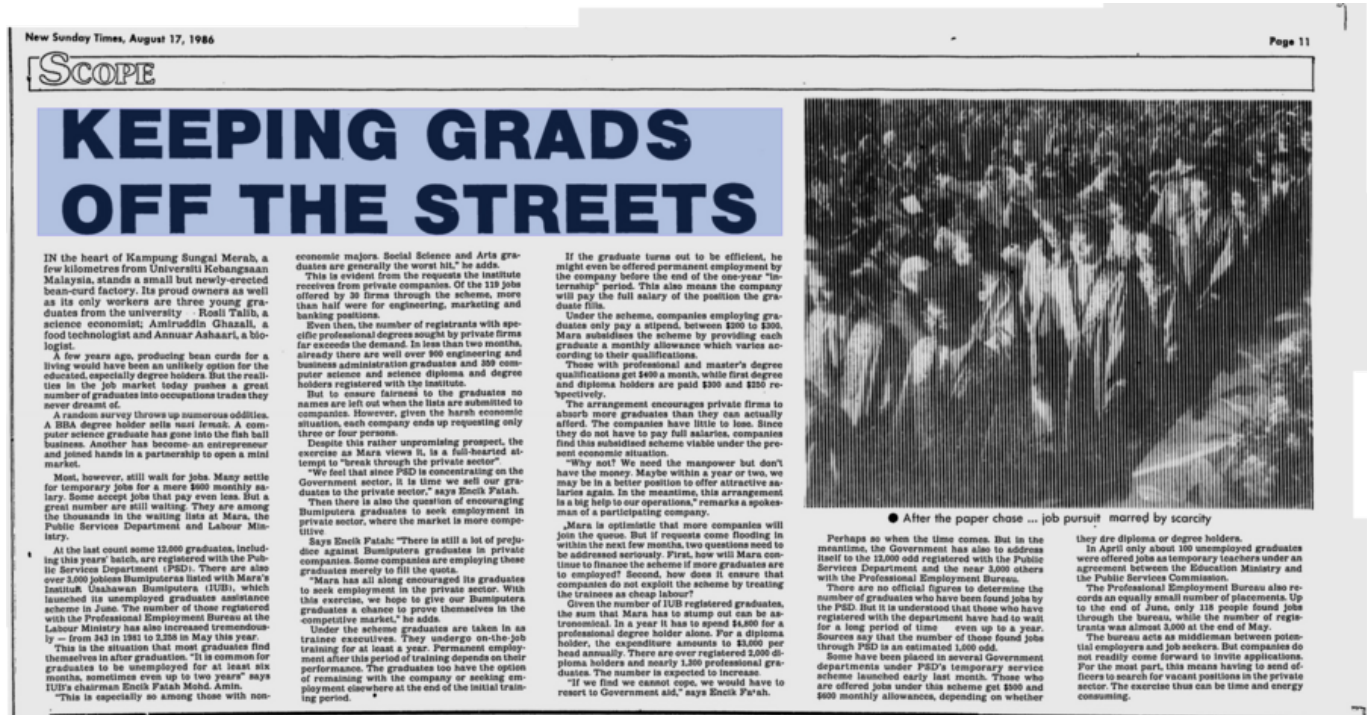 New Sunday Times, August 17, 1986
Page 11
SCOPE
KEEPING GRADS
OFF THE STREETS
IN the heart of Kampung Sungai Merab, a
few kilometres from Universiti Kebangsaan
Malaysia, stands a small but newly-erected
bean-curd factory. Its proud owners as well
as its only workers are three young gra-
duates from the university - Rosli Talib, a
science economist; Amiruddin Ghazali, a
food technologist and Annuar Ashaari, a bio-
logist.
A few years ago, producing bean curds for a
living would have been an unlikely option for the
educated, especially degree holders. But the reali-
ties in the job market today pushes a great
number of graduates into occupations trades they
never dreamt of.
A random survey throws up numerous oddities.
A BBA degree holder sells nasi lemak. A com-
puter science graduate has gone into the fish ball
business. Another has become an entrepreneur
and joined hands in a partnership to open a mini
market.
Most, however, still wait for jobs. Many settle
for temporary jobs for a mere $600 monthly sa-
lary. Some accept jobs that pay even less. But a
great number are still waiting. They are among
the thousands in the waiting lists at Mara, the
Public Services Department and Labour Min-
istry.
At the last count some 12,000 graduates, includ-
ing this years' batch, are registered with the Pub-
lic Services Department (PSD). There are also
over 3,000 jobless Bumiputeras listed with Mara's
Institut Usahawan Bumiputera (IUB), which
launched its unemployed graduates assistance
scheme in June. The number of those registered
with the Professional Employment Bureau at the
Labour Ministry has also increased tremendous-
ly — from 343 in 1981 to 2,256 in May this year.
This is the situation that most graduates find
themselves in after graduation. "It is common for
graduates to be unemployed for at least six
months, sometimes even up to two years" says
IUB's chairman Encik Fatah Mohd. Amin.
"This is especially so among those with non-
economic majors. Social Science and Arts gra-
duates are generally the worst hit," he adds.
This is evident from the requests the institute
receives from private companies. Of the 119 jobs
offered by 30 firms through the scheme, more
than half were for engineering, marketing and
banking positions.
Even then, the number of registrants with spe-
cific professional degrees sought by private firms
far exceeds the demand. In less than two months,
already there are well over 900 engineering and
business administration graduates and 359 com-
puter science and science diploma and degree
holders registered with the institute.
But to ensure fairness to the graduates no
names are left out when the lists are submitted to
companies. However, given the harsh economic
situation, each company ends up requesting only
three or four persons.
Despite this rather unpromising prospect, the
exercise as Mara views it, is a full-hearted at-
tempt to "break through the private sector".
"We feel that since PSD is concentrating on the
Government sector, it is time we sell our gra-
duates to the private sector," says Encik Fatah.
Then there is also the question of encouraging
Bumiputera graduates to seek employment in
private sector, where the market is more compe-
titive
Says Encik Fatah: "There is still a lot of preju-
dice against Bumiputera graduates in private
companies. Some companies are employing these
graduates merely to fill the quota.
"Mara has all along encouraged its graduates
to seek employment in the private sector. With
this exercise, we hope to give our Bumiputera
graduates a chance to prove themselves in the
competitive market," he adds.
Under the scheme graduates are taken in as
trainee executives. They undergo on-the-job
training for at least a year. Permanent employ-
ment after this period of training depends on their
performance. The graduates too have the option
of remaining with the company or seeking em-
ployment elsewhere at the end of the initial train-
ing period.
If the graduate turns out to be efficient, he
might even be offered permanent employment by
the company before the end of the one-year "in-
ternship" period. This also means the company
will pay the full salary of the position the gra-
duate fills.
Under the scheme, companies employing gra-
duates only pay a stipend, between $200 to $300.
Mara subsidises the scheme by providing each
graduate a monthly allowance which varies ac-
cording to their qualifications.
Those with professional and master's degree
qualifications get $400 a month, while first degree
and diploma holders are paid $300 and $250 re-
spectively.
The arrangement encourages private firms to
absorb more graduates than they can actually
afford. The companies have little to lose. Since
they do not have to pay full salaries, companies
find this subsidised scheme viable under the pre-
sent economic situation.
"Why not? We need the manpower but don't
have the money. Maybe within a year or two, we
may be in a better position to offer attractive sa-
laries again. In the meantime, this arrangement
is a big help to our operations," remarks a spokes-
man of a participating company.
Mara is optimistic that more companies will
join the queue. But if requests come flooding in
within the next few months, two questions need to
be addressed seriously. First, how will Mara con-
tinue to finance the scheme if more graduates are
to employed? Second, how does it ensure that
companies do not exploit the scheme by treating
the trainees as cheap labour?
Given the number of IUB registered graduates,
the sum that Mara has to stump out can be as-
tronomical. In a year it has to spend $4,800 for a
professional degree holder alone. For a diploma
holder, the expenditure amounts to $3,000 per
head annually. There are over registered 2,000 di-
ploma holders and nearly 1,300 professional gra-
duates. The number is expected to increase.
"If we find we cannot cope, we would have to
resort to Government aid," says Encik Fatah.
● After the paper chase ... job pursuit marred by scarcity
Perhaps so when the time comes. But in the
meantime, the Government has also to address
itself to the 12,000 odd registered with the Public
Services Department and the near 3,000 others
with the Professional Employment Bureau.
There are no official figures to determine the
number of graduates who have been found jobs by
the PSD. But it is understood that those who have
registered with the department have had to wait
for a long period of time even up to a year.
Sources say that the number of those found jobs
through PSD is an estimated 1,000 odd.
Some have been placed in several Government
departments under PSD's temporary service
scheme launched early last month. Those who
are offered jobs under this scheme get $500 and
$600 monthly allowances, depending on whether
they are diploma or degree holders.
In April only about 100 unemployed graduates
were offered jobs as temporary teachers under an
agreement between the Education Ministry and
the Public Services Commission.
The Professional Employment Bureau also re-
cords an equally small number of placements. Up
to the end of June, only 118 people found jobs
through the bureau, while the number of regis-
trants was almost 3,000 at the end of May.
The bureau acts as middleman between poten-
tial employers and job seekers. But companies do
not readily come forward to invite applications.
For the most part, this means having to send of-
ficers to search for vacant positions in the private
sector. The exercise thus can be time and energy
consuming.